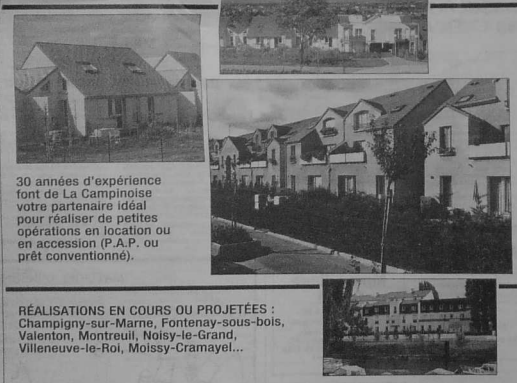 30 années d'expérience
font de La Campinoise
votre partenaire idéal
pour réaliser de petites
opérations en location ou
en accession (P.A.P. ou
prêt conventionné).
RÉALISATIONS EN COURS OU PROJETÉES :
Champigny-sur-Marne, Fontenay-sous-bois,
Valenton, Montreuil, Noisy-le-Grand,
Villeneuve-le-Roi, Moissy-Cramayel...